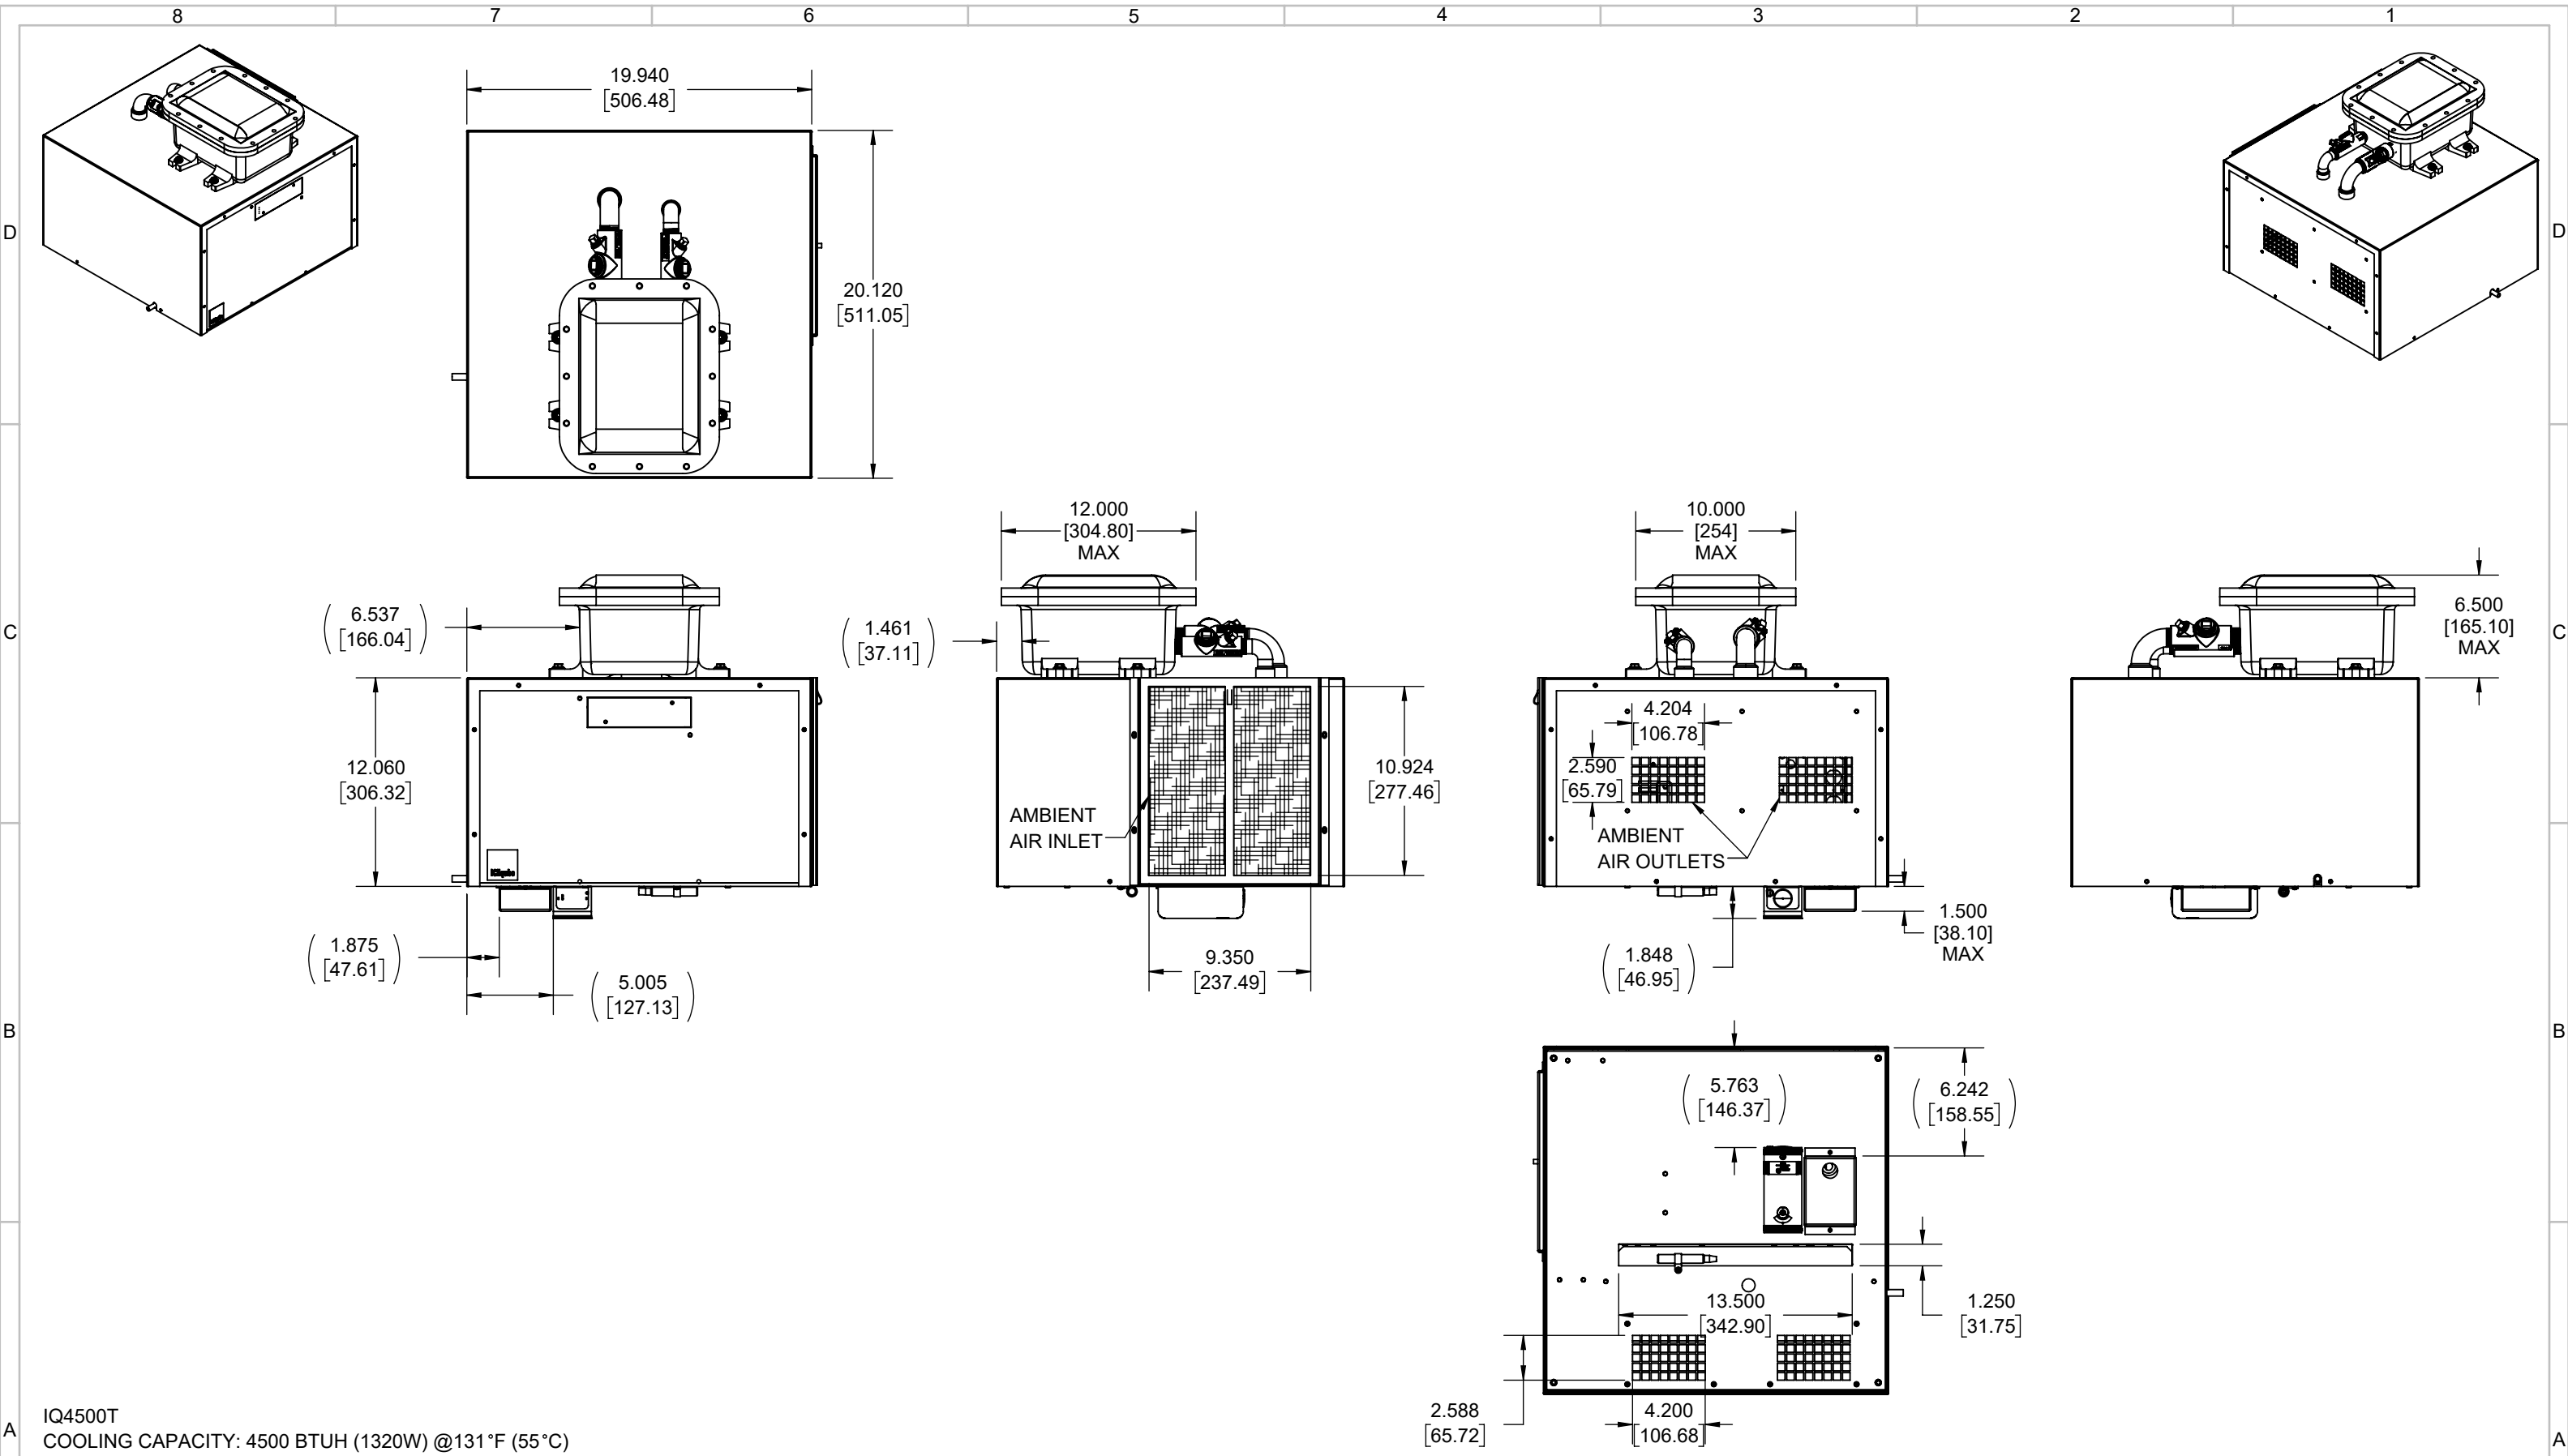 8 7 6 5 4 3 2 1
D
D
C
C
B
B
A
A
19.940
[506.48]
20.120
[511.05]
12.000
[304.80]
MAX
10.000
[254]
MAX
(6.537
[166.04])
(1.461
[37.11])
6.500
[165.10]
MAX
12.060
[306.32]
10.924
[277.46]
AMBIENT
AIR INLET
4.204
[106.78]
2.590
[65.79]
AMBIENT
AIR OUTLETS
(1.875
[47.61])
(5.005
[127.13])
9.350
[237.49]
(1.848
[46.95])
1.500
[38.10]
MAX
(5.763
[146.37])
(6.242
[158.55])
13.500
[342.90]
1.250
[31.75]
2.588
[65.72]
4.200
[106.68]
IQ4500T
COOLING CAPACITY: 4500 BTUH (1320W) @131°F (55°C)